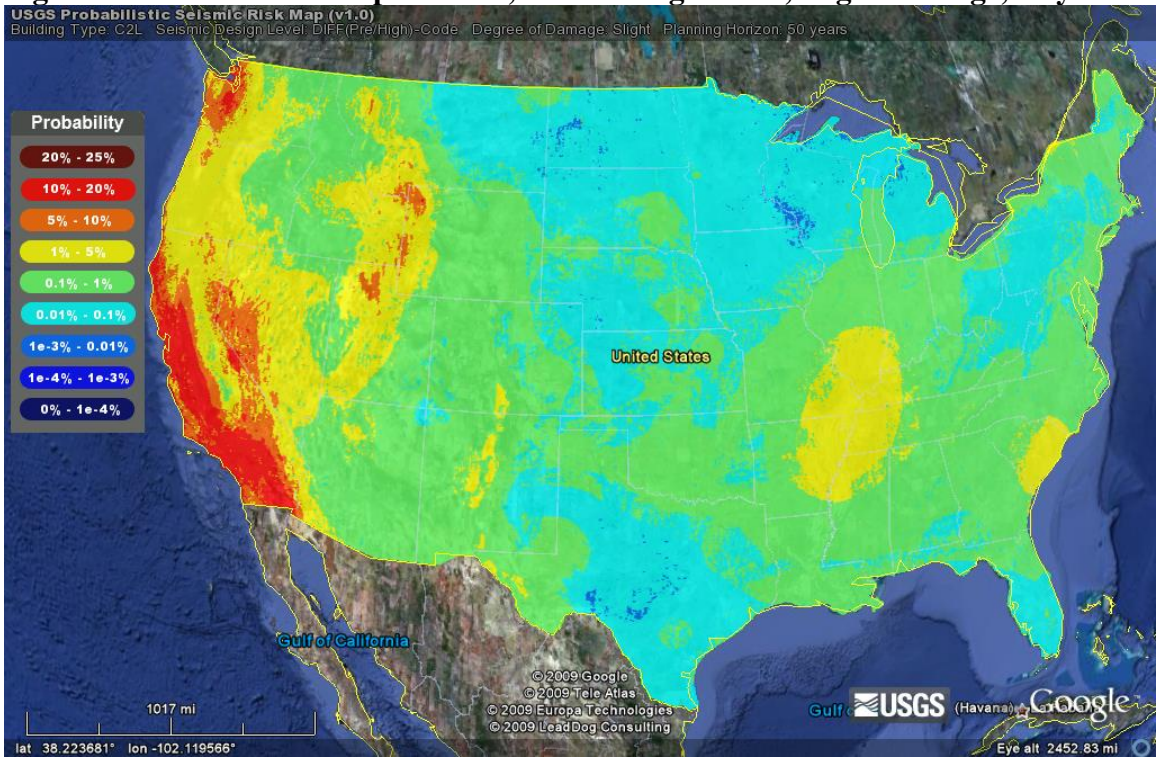 USGS Probabilistic Seismic Risk Map (v1.0)
Building Type: C2L Seismic Design Level: DIFF(Pre/High)-Code Degree of Damage: Slight Planning Horizon: 50 years
Probability
20% - 25%
10% - 20%
5% - 10%
1% - 5%
0.1% - 1%
0.01% - 0.1%
1e-3% - 0.01%
1e-4% - 1e-3%
0% - 1e-4%
United States
Gulf of California
© 2009 Google
© 2009 Tele Atlas
© 2009 Europa Technologies
© 2009 LeadDog Consulting
1017 mi
Gulf
USGS
(Havana)
Google
lat 38.223681° lon -102.119566°
Eye alt 2452.83 mi